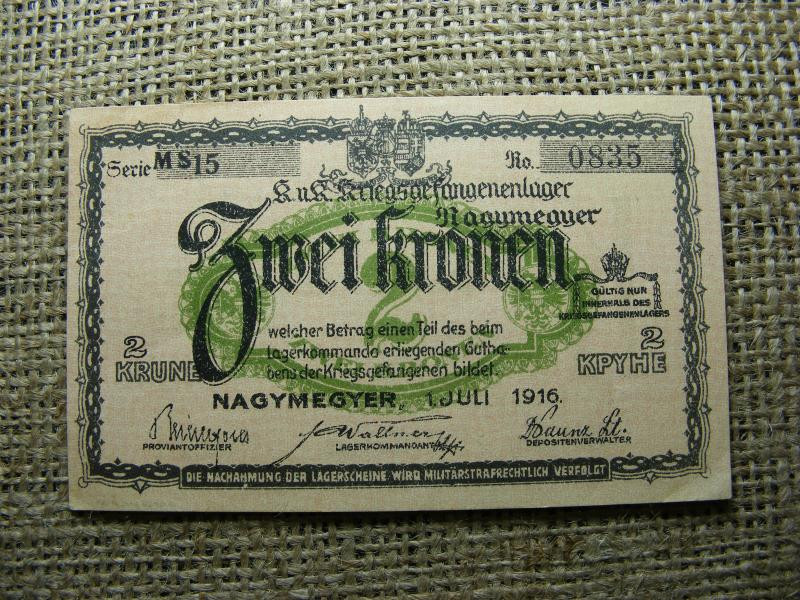 Serie MS15
No. 0835
K. u. K. Kriegsgefangenenlager
Nagymegyer
Zwei Kronen
2
GÜLTIG NUR
INNERHALB DES
KRIEGSGEFANGENENLAGERS
welcher Betrag einen Teil des beim
Lagerkommando erliegenden Gutha-
bens der Kriegsgefangenen bildet.
2
KRUNE
2
КРУНЕ
NAGYMEGYER, 1. JULI 1916.
Wallner
PROVIANTOFFIZIER
LAGERKOMMANDANT
DEPOSITENVERWALTER
DIE NACHAHMUNG DER LAGERSCHEINE WIRD MILITÄRSTRAFRECHTLICH VERFOLGT